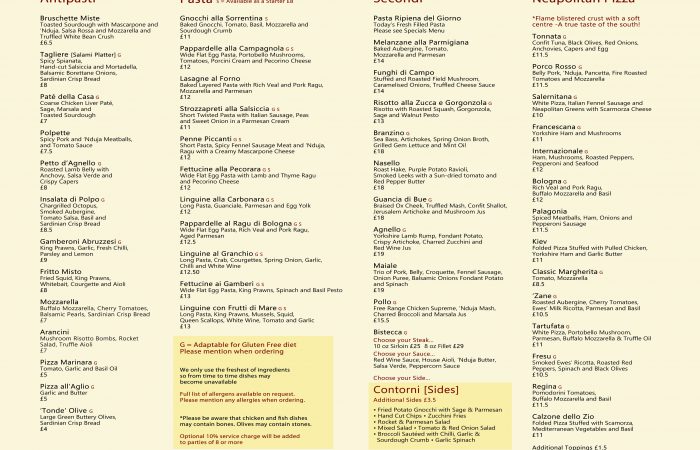 Antipasti
Bruschette Miste
Toasted Sourdough with Mascarpone and
'Nduja, Salsa Rossa and Mozzarella and
Truffled White Bean Crush
£6.5
Tagliere (Salami Platter) G
Spicy Spianata,
Hand-cut Salsiccia and Mortadella,
Balsamic Borettane Onions,
Sardinian Crisp Bread
£8
Paté della Casa G
Coarse Chicken Liver Paté,
Sage, Marsala and
Toasted Sourdough
£7
Polpette
Spicy Pork and 'Nduja Meatballs,
and Tomato Sauce
£7.5
Petto d'Agnello G
Roasted Lamb Belly with
Anchovy, Salsa Verde and
Crispy Capers
£8
Insalata di Polpo G
Chargrilled Octopus,
Smoked Aubergine,
Tomato Salsa, Basil and
Sardinian Crisp Bread
£8.5
Gamberoni Abruzzesi G
King Prawns, Garlic, Fresh Chilli,
Parsley and Lemon
£9
Fritto Misto
Fried Squid, King Prawns,
Whitebait, Courgette and Aioli
£8
Mozzarella
Buffalo Mozzarella, Cherry Tomatoes,
Balsamic Pearls, Sardinian Crisp Bread
£7
Arancini
Mushroom Risotto Bombs, Rocket
Salad, Truffle Aioli
£7
Pizza Marinara G
Tomato, Garlic and Basil Oil
£5
Pizza all'Aglio G
Garlic and Butter
£5
'Tonde' Olive G
Large Green Buttery Olives,
Sardinian Crisp Bread
£4
Pasta S = Available as a Starter £8
Gnocchi alla Sorrentina S
Baked Gnocchi, Tomato, Basil, Mozzarella and
Sourdough Crumb
£11
Pappardelle alla Campagnola G S
Wide Flat Egg Pasta, Portobello Mushrooms,
Tomatoes, Porcini Cream and Pecorino Cheese
£12
Lasagne al Forno
Baked Layered Pasta with Rich Veal and Pork Ragu,
Mozzarella and Parmesan
£12
Strozzapreti alla Salsiccia G S
Short Twisted Pasta with Italian Sausage, Peas
and Sweet Onion in a Parmesan Cream
£11
Penne Piccanti G S
Short Pasta, Spicy Fennel Sausage Meat and 'Nduja,
Ragu with a Creamy Mascarpone Cheese
£12
Fettucine alla Pecorara G S
Wide Flat Egg Pasta with Lamb and Thyme Ragu
and Pecorino Cheese
£12
Linguine alla Carbonara G S
Long Pasta, Guanciale, Parmesan and Egg Yolk
£12
Pappardelle al Ragu di Bologna G S
Wide Flat Egg Pasta, Rich Veal and Pork Ragu,
Aged Parmesan
£12.5
Linguine al Granchio G S
Long Pasta, Crab, Courgettes, Spring Onion, Garlic,
Chilli and White Wine
£12.50
Fettucine ai Gamberi G S
Wide Flat Egg Pasta, King Prawns, Spinach and Basil Pesto
£13
Linguine con Frutti di Mare G S
Long Pasta, King Prawns, Mussels, Squid,
Queen Scallops, White Wine, Tomato and Garlic
£13
G = Adaptable for Gluten Free diet
Please mention when ordering
We only use the freshest of ingredients
so from time to time dishes may
become unavailable
Full list of allergens available on request.
Please mention any allergies when ordering.
*Please be aware that chicken and fish dishes
may contain bones. Olives may contain stones.
Optional 10% service charge will be added
to parties of 8 or more
Secondi
Pasta Ripiena del Giorno
Today's Fresh Filled Pasta
Please see Specials Menu
Melanzane alla Parmigiana
Baked Aubergine, Tomato,
Mozzarella and Parmesan
£14
Funghi di Campo
Stuffed and Roasted Field Mushroom,
Caramelised Onions, Truffled Cheese Sauce
£14
Risotto alla Zucca e Gorgonzola G
Risotto with Roasted Squash, Gorgonzola,
Sage and Walnut Pesto
£13
Branzino G
Sea Bass, Artichokes, Spring Onion Broth,
Grilled Gem Lettuce and Mint Oil
£18
Nasello
Roast Hake, Purple Potato Ravioli,
Smoked Leeks with a Sun-dried tomato and
Red Pepper Butter
£18
Guancia di Bue G
Braised Ox Cheek, Truffled Mash, Confit Shallot,
Jerusalem Artichoke and Mushroom Jus
£18
Agnello G
Yorkshire Lamb Rump, Fondant Potato,
Crispy Artichoke, Charred Zucchini and
Red Wine Jus
£19
Maiale
Trio of Pork, Belly, Croquette, Fennel Sausage,
Onion Puree, Balsamic Onions Fondant Potato
and Spinach
£19
Pollo G
Free Range Chicken Supreme, 'Nduja Mash,
Charred Broccoli and Marsala Jus
£15.5
Bistecca G
Choose your Steak...
10 oz Sirloin £25 8 oz Fillet £29
Choose your Sauce...
Red Wine Sauce, House Aioli, 'Nduja Butter,
Salsa Verde, Peppercorn Sauce
Choose your Side...
Contorni [Sides]
Additional Sides £3.5
• Fried Potato Gnocchi with Sage & Parmesan
• Hand Cut Chips • Zucchini Fries
• Rocket & Parmesan Salad
• Mixed Salad • Tomato & Red Onion Salad
• Broccoli Sautéed with Chilli, Garlic &
Sourdough Crumb • Garlic Spinach
Neapolitan Pizza
*Flame blistered crust with a soft
centre -A true taste of the south!
Tonnata G
Confit Tuna, Black Olives, Red Onions,
Anchovies, Capers and Egg
£11.5
Porco Rosso G
Belly Pork, 'Nduja, Pancetta, Fire Roasted
Tomatoes and Mozzarella
£11.5
Salernitana G
White Pizza, Italian Fennel Sausage and
Neapolitan Greens with Scarmorza Cheese
£10
Francescana G
Yorkshire Ham and Mushrooms
£11
Internazionale G
Ham, Mushrooms, Roasted Peppers,
Pepperoni and Seafood
£12
Bologna G
Rich Veal and Pork Ragu,
Buffalo Mozzarella and Basil
£12
Palagonia
Spiced Meatballs, Ham, Onions and
Pepperoni Sausage
£11.5
Kiev
Folded Pizza Stuffed with Pulled Chicken,
Yorkshire Ham and Garlic Butter
£11
Classic Margherita G
Tomato, Mozzarella
£8.5
'Zane G
Roasted Aubergine, Cherry Tomatoes,
Ewes' Milk Ricotta, Parmesan and Basil
£10.5
Tartufata G
White Pizza, Portobello Mushroom,
Parmesan, Buffalo Mozzarella & Truffle Oil
£11
Fresu G
Smoked Ewes' Ricotta, Roasted Red
Peppers, Spinach and Black Olives
£10.5
Regina G
Pomodorini Tomatoes,
Buffalo Mozzarella and Basil
£11.5
Calzone dello Zio
Folded Pizza Stuffed with Scarmorza,
Mediterranean Vegetables and Basil
£11
Additional Toppings £1.5